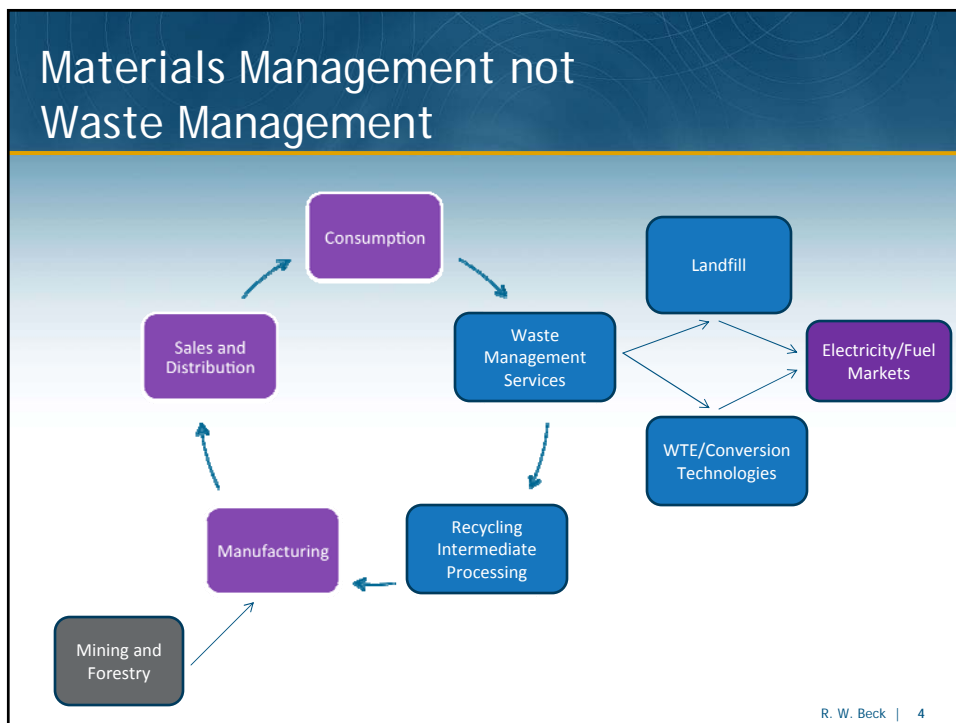 Materials Management not
Waste Management
Consumption
Landfill
Sales and
Distribution
Waste
Management
Services
Electricity/Fuel
Markets
WTE/Conversion
Technologies
Manufacturing
Recycling
Intermediate
Processing
Mining and
Forestry
R. W. Beck | 4